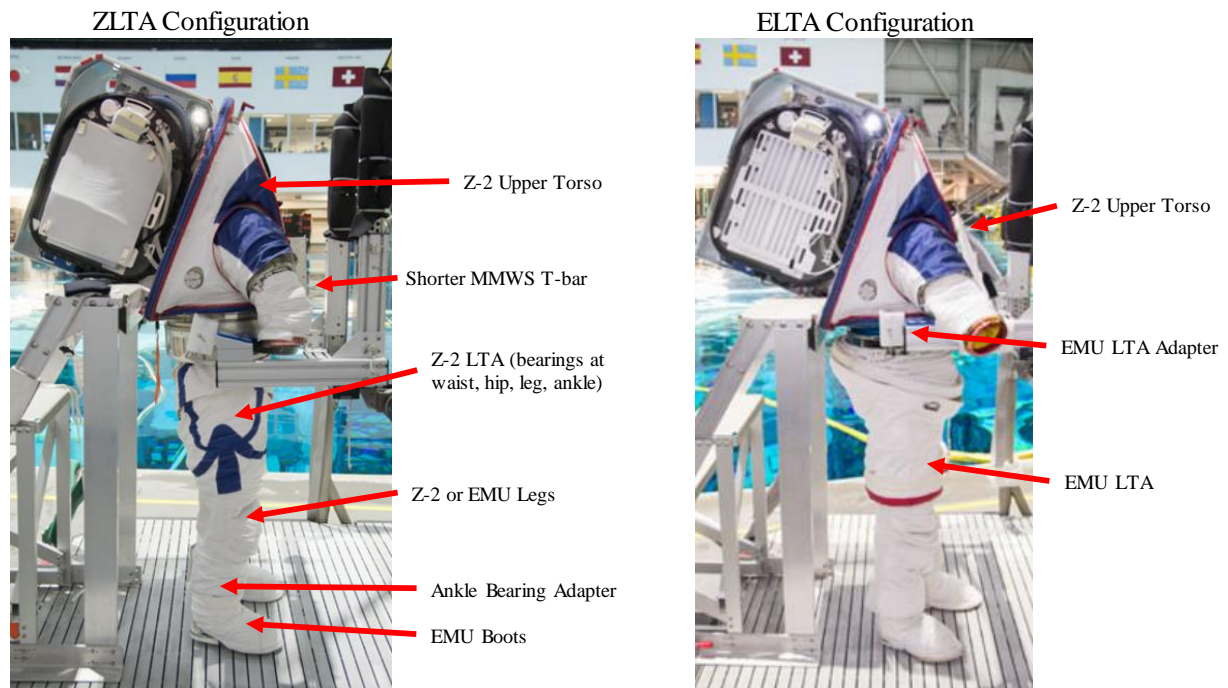 ZLTA Configuration
Z-2 Upper Torso
Shorter MMWS T-bar
Z-2 LTA (bearings at
waist, hip, leg, ankle)
Z-2 or EMU Legs
Ankle Bearing Adapter
EMU Boots
ELTA Configuration
Z-2 Upper Torso
EMU LTA Adapter
EMU LTA